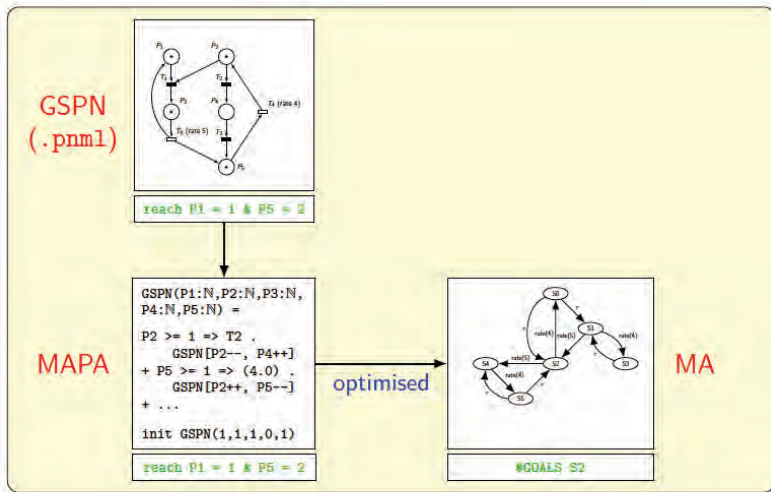 GSPN
(.pnml)
P₁
P₂
T₁
T₂
P₃
P₄
T₄ (rate 4)
T₅ (rate 5)
T₃
P₅
reach P1 = 1 & P5 = 2
MAPA
GSPN(P1:ℕ,P2:ℕ,P3:ℕ,
P4:ℕ,P5:ℕ) =
P2 >= 1 => T2 .
GSPN[P2--, P4++]
+ P5 >= 1 => (4.0) .
GSPN[P2++, P5--]
+ ...
init GSPN(1,1,1,0,1)
reach P1 = 1 & P5 = 2
optimised
S0
τ
S1
τ
rate(4)
rate(5)
rate(4)
τ
rate(5)
S4
S2
S3
rate(4)
τ
τ
S5
#GOALS S2
MA